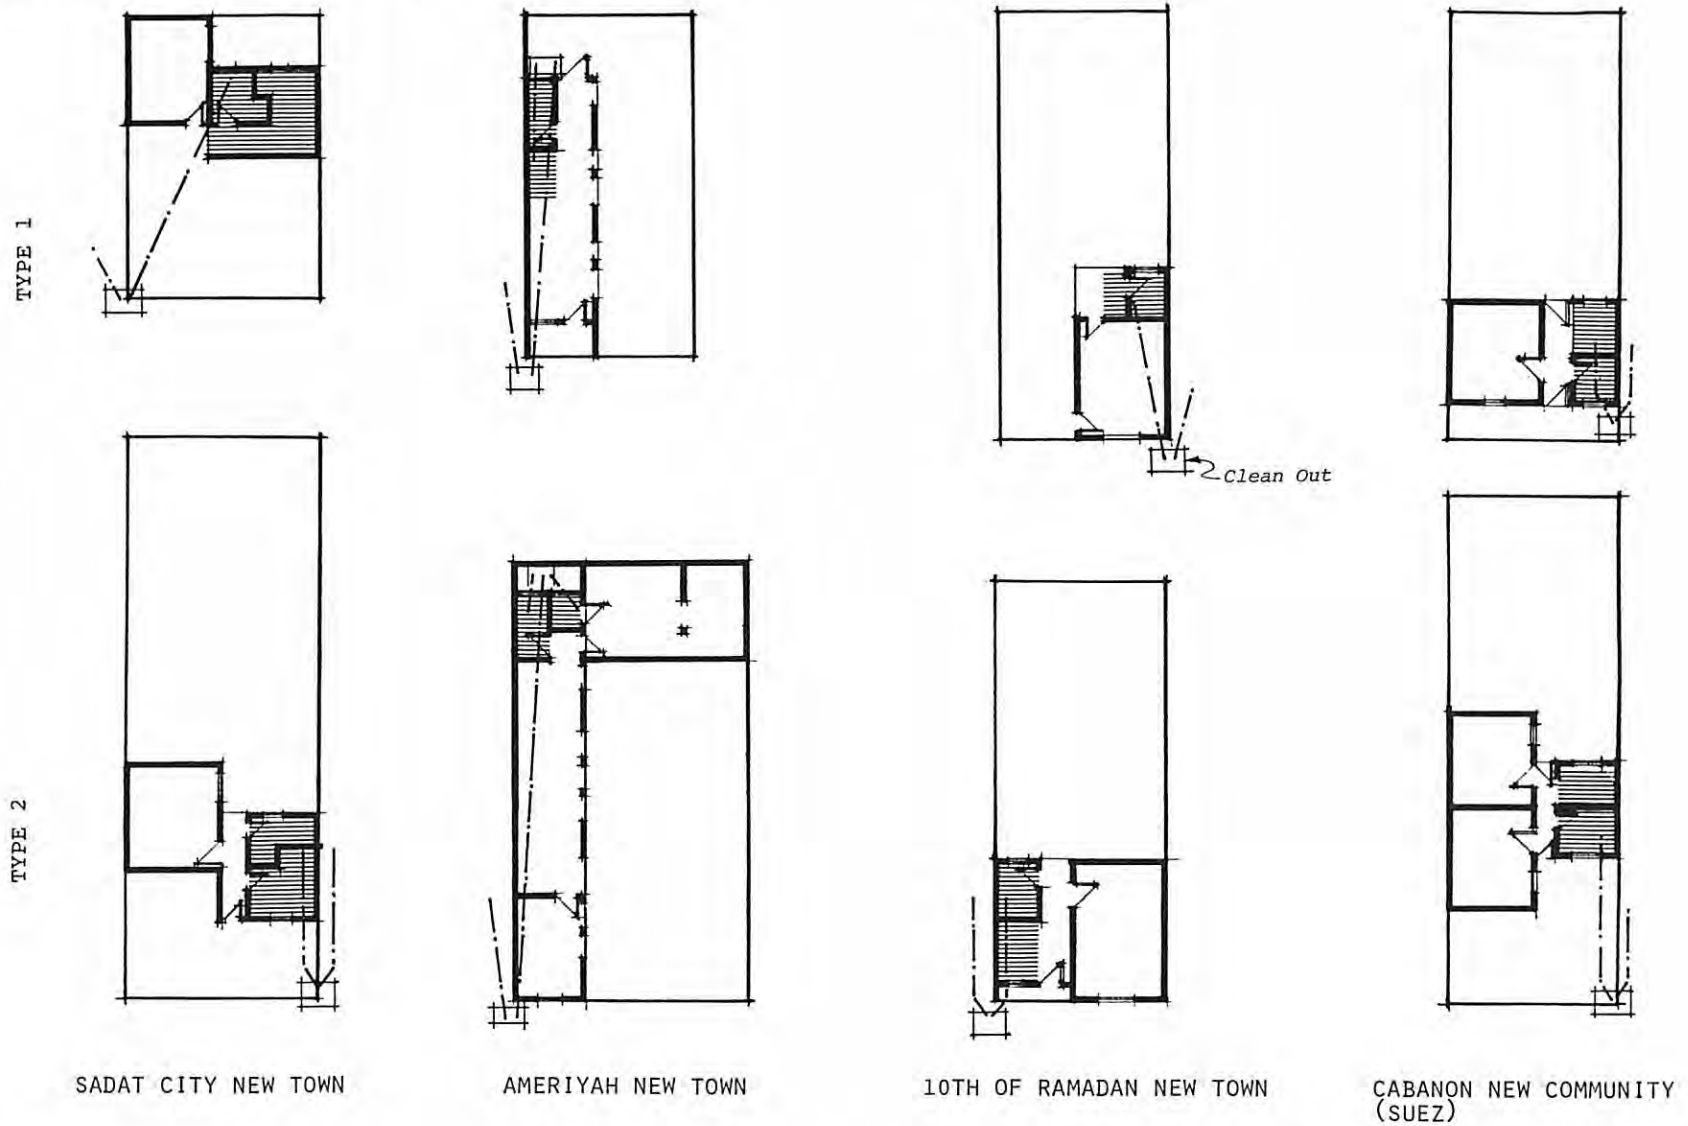 TYPE 1
Clean Out
TYPE 2
SADAT CITY NEW TOWN
AMERIYAH NEW TOWN
10TH OF RAMADAN NEW TOWN
CABANON NEW COMMUNITY
(SUEZ)